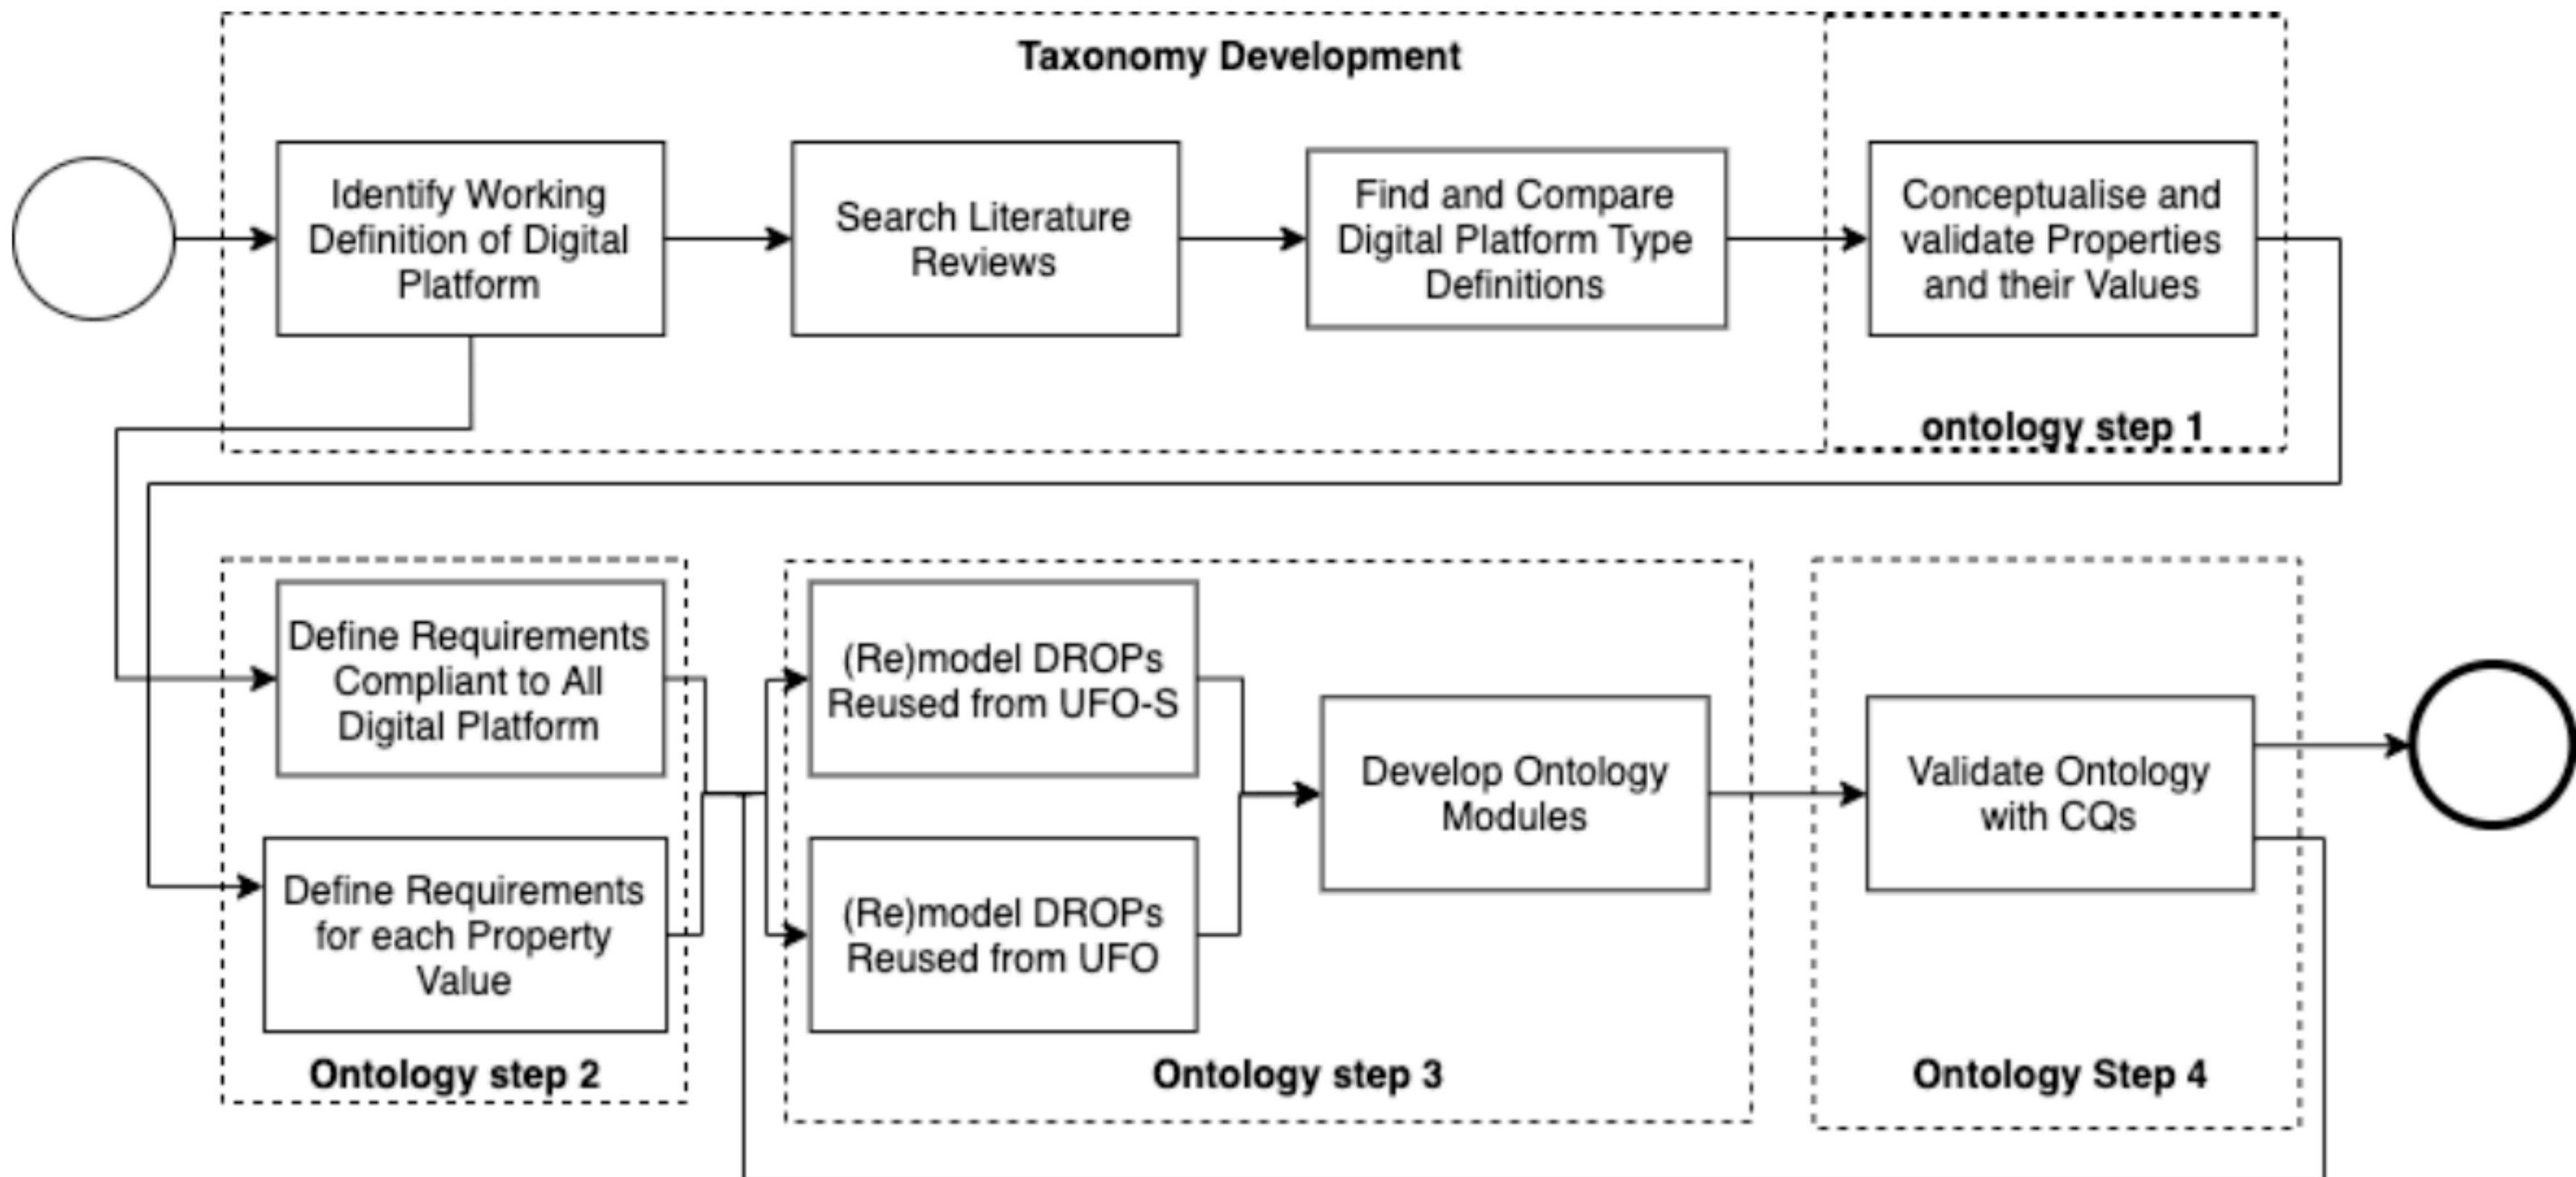 Taxonomy Development
Identify Working
Definition of Digital
Platform
Search Literature
Reviews
Find and Compare
Digital Platform Type
Definitions
Conceptualise and
validate Properties
and their Values
ontology step 1
Define Requirements
Compliant to All
Digital Platform
Define Requirements
for each Property
Value
Ontology step 2
(Re)model DROPs
Reused from UFO-S
(Re)model DROPs
Reused from UFO
Develop Ontology
Modules
Ontology step 3
Validate Ontology
with CQs
Ontology Step 4